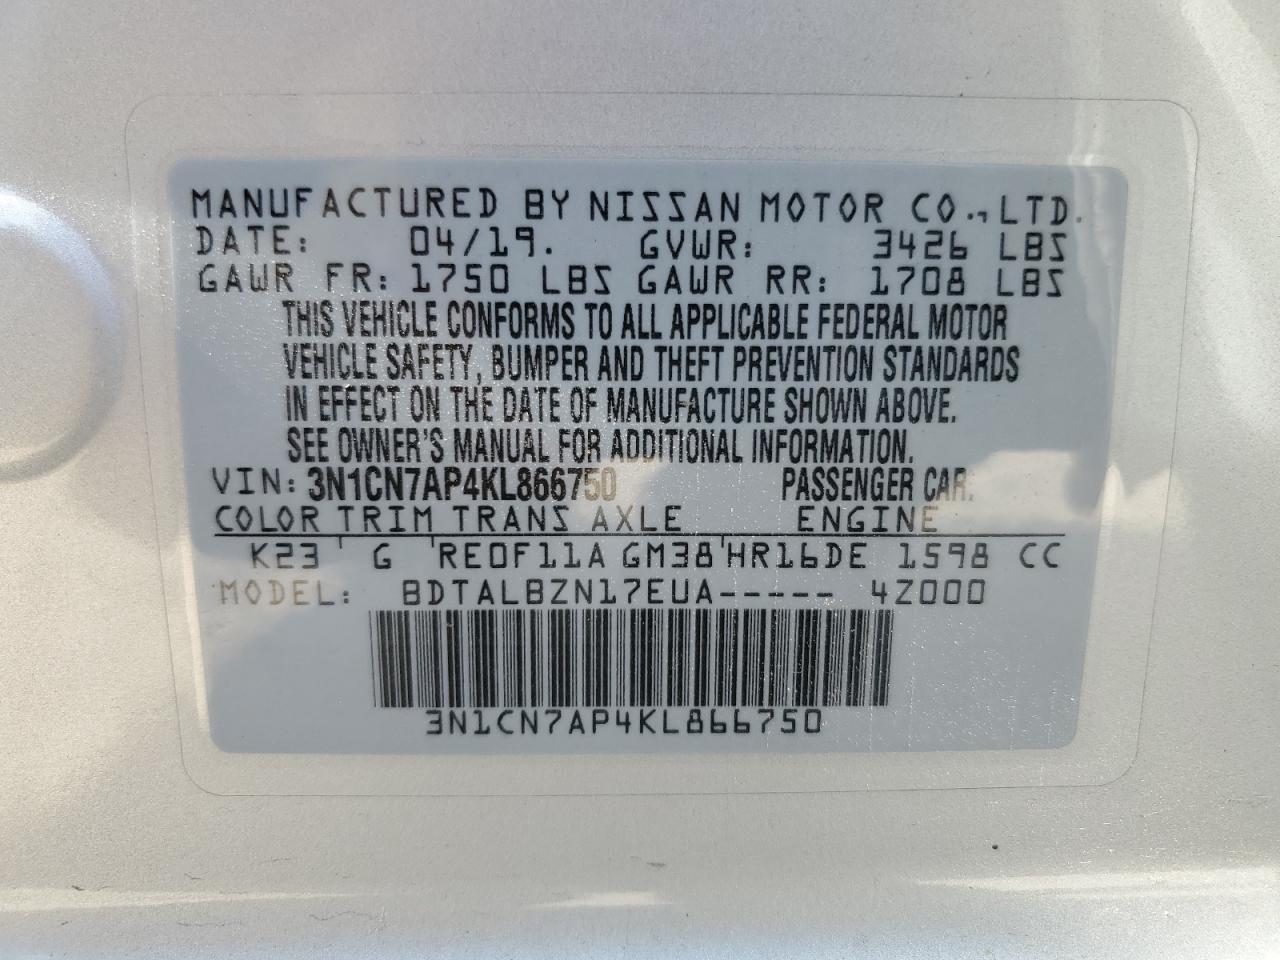 MANUFACTURED BY NISSAN MOTOR CO., LTD.
DATE: 04/19. GVWR: 3426 LBS
GAWR FR: 1750 LBS GAWR RR: 1708 LBS
THIS VEHICLE CONFORMS TO ALL APPLICABLE FEDERAL MOTOR
VEHICLE SAFETY, BUMPER AND THEFT PREVENTION STANDARDS
IN EFFECT ON THE DATE OF MANUFACTURE SHOWN ABOVE.
SEE OWNER'S MANUAL FOR ADDITIONAL INFORMATION.
VIN: 3N1CN7AP4KL866750 PASSENGER CAR.
COLOR TRIM TRANS AXLE ENGINE
K23 ' G 'RE0F11A GM38'HR16DE 1598 CC
MODEL: BDTALBZN17EUA----- 4Z000
3N1CN7AP4KL866750